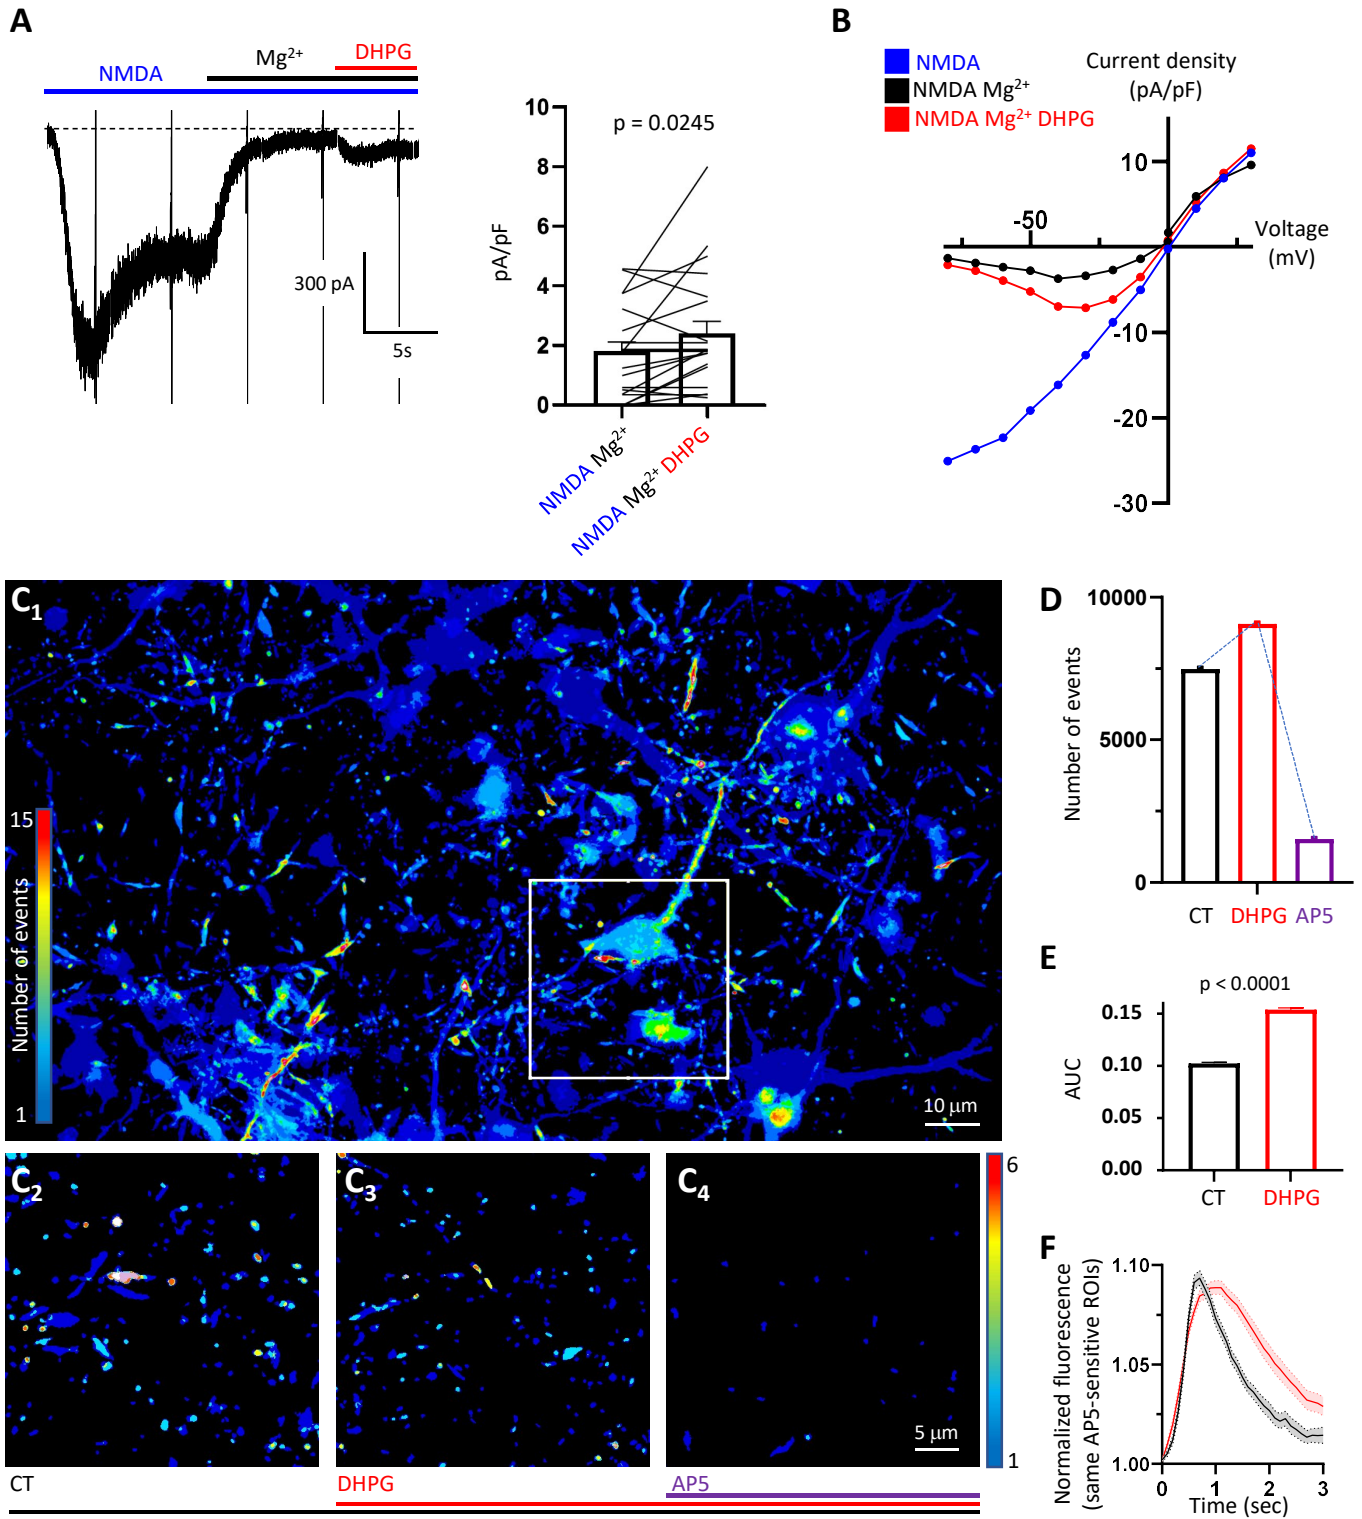 A
NMDA
Mg²⁺
DHPG
300 pA
5s
pA/pF
10
8
6
4
2
0
p = 0.0245
NMDA Mg²⁺
NMDA Mg²⁺ DHPG
B
NMDA
NMDA Mg²⁺
NMDA Mg²⁺ DHPG
Current density
(pA/pF)
10
-50
Voltage
(mV)
-10
-20
-30
C₁
15
Number of events
1
10 µm
C₂
C₃
C₄
6
1
5 µm
CT
DHPG
AP5
D
Number of events
10000
5000
0
CT
DHPG
AP5
E
p < 0.0001
AUC
0.15
0.10
0.05
0.00
CT
DHPG
F
Normalized fluorescence
(same AP5-sensitive ROIs)
1.10
1.05
1.00
0
1
2
3
Time (sec)